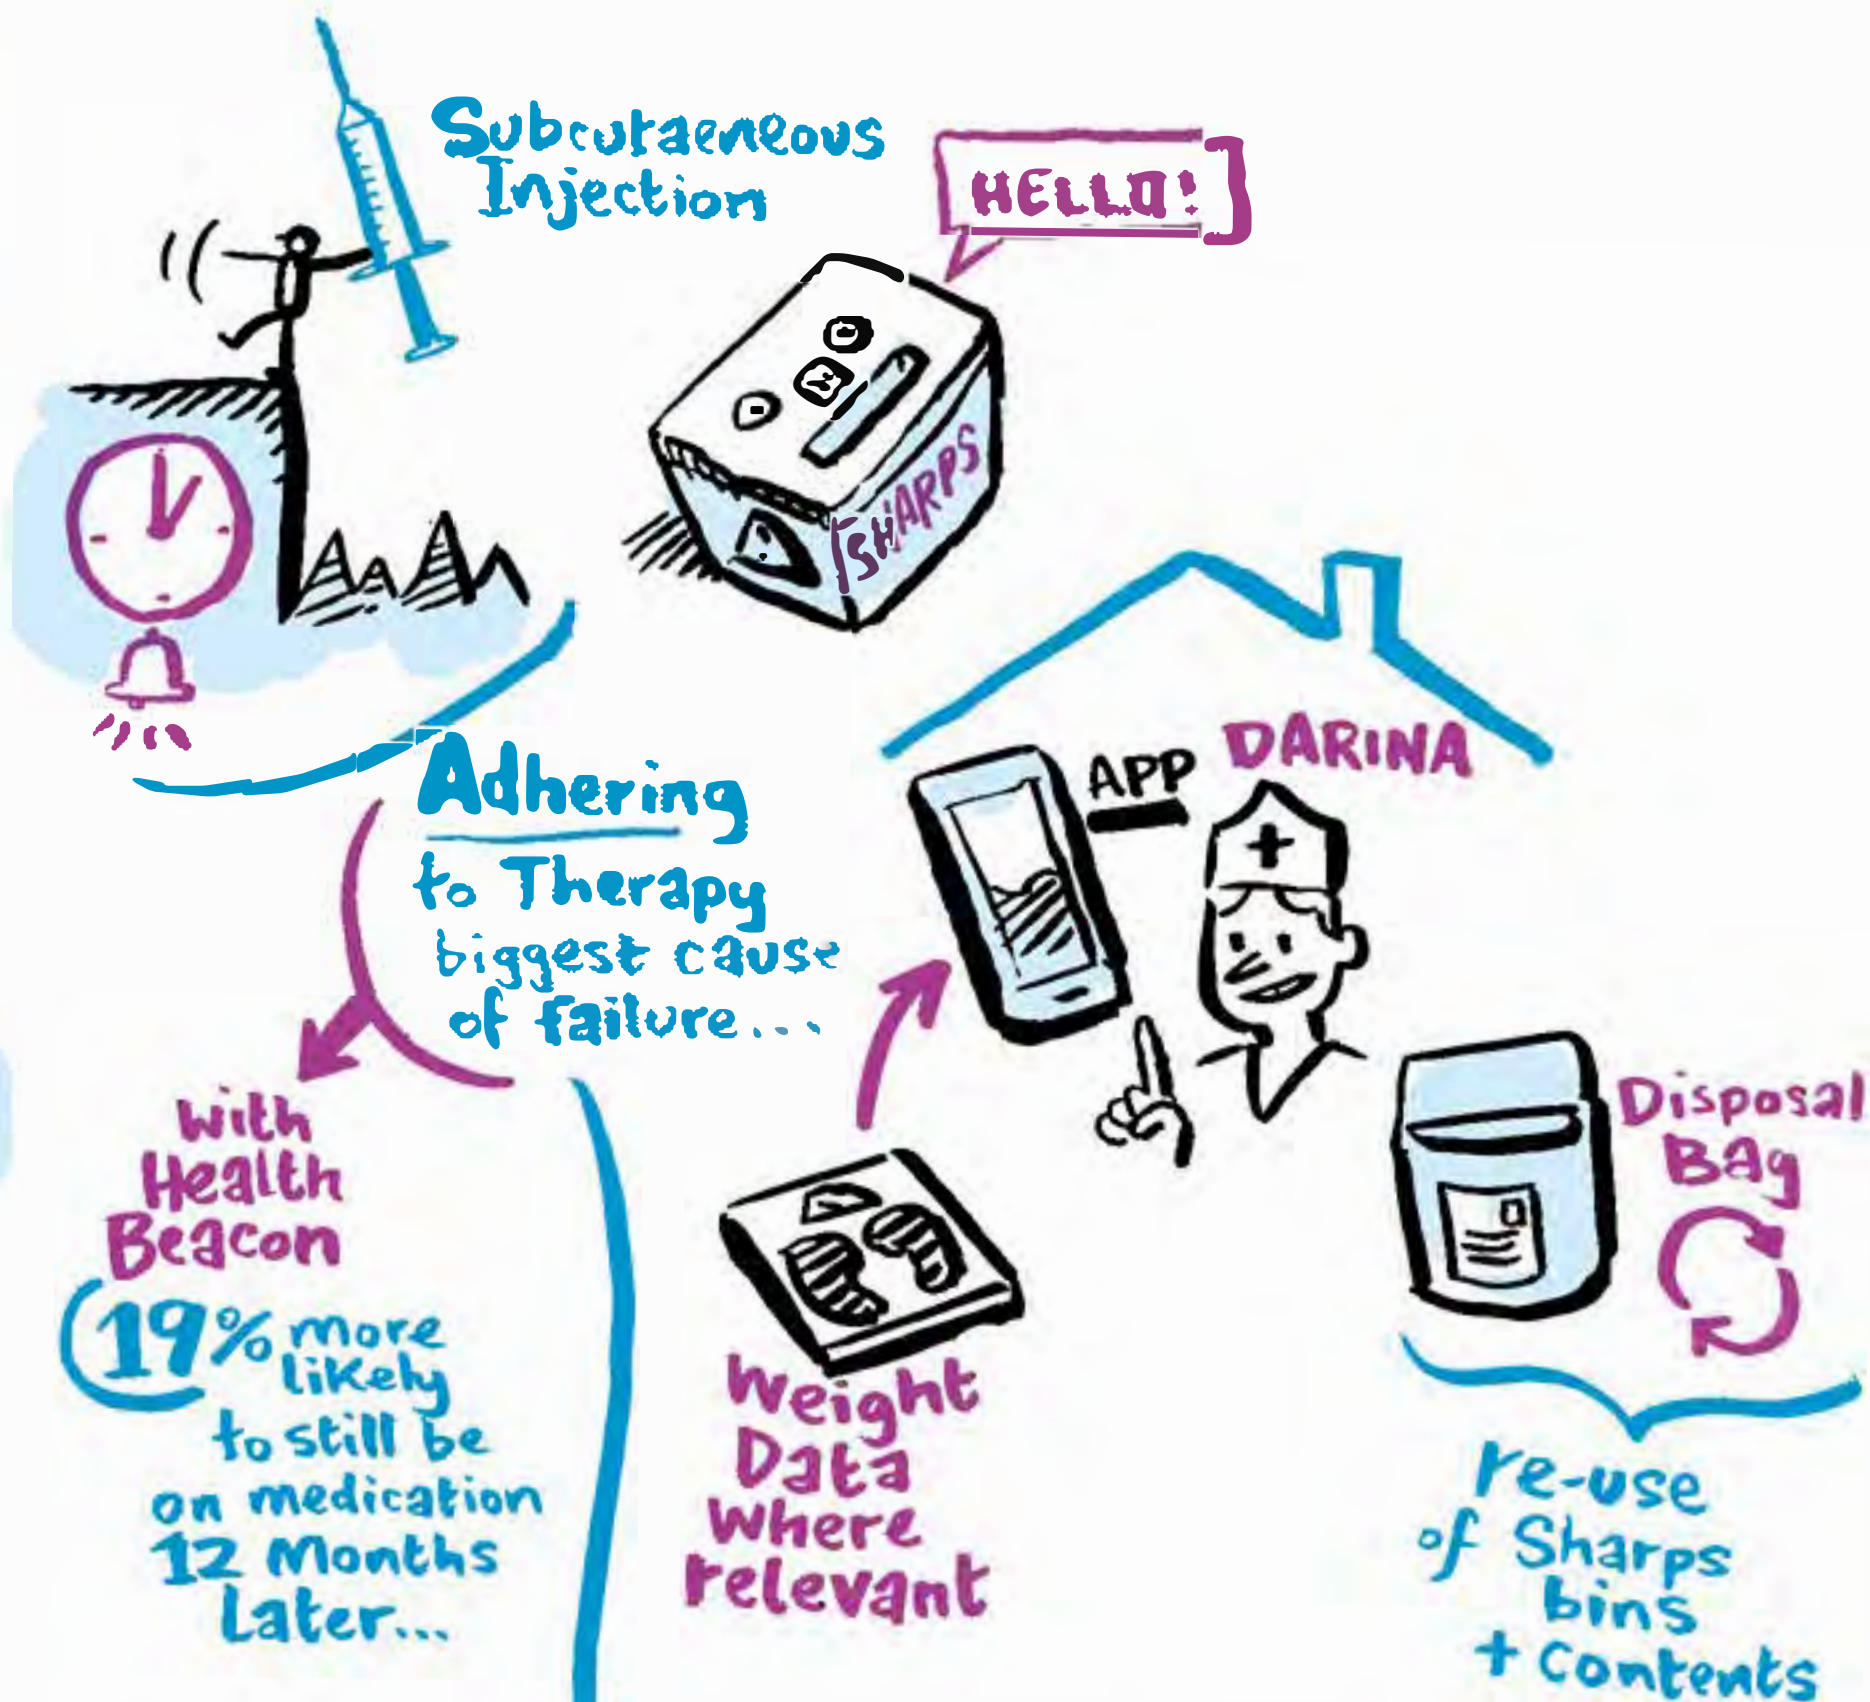 Subcutaeneous
Injection
HELLO!
SHARPS
Adhering
to Therapy
biggest cause
of failure...
With
Health
Beacon
19% more
likely
to still be
on medication
12 Months
Later...
APP
DARINA
Weight
Data
Where
relevant
Disposal
Bag
re-use
of Sharps
bins
+ Contents